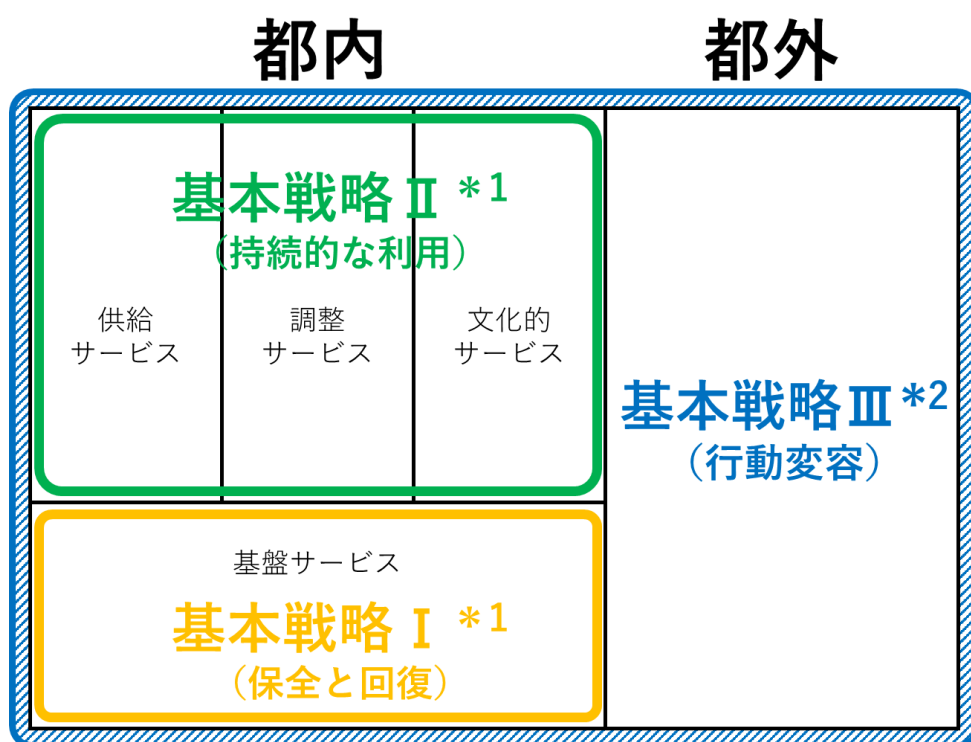 都内
都外
基本戦略Ⅱ *1
（持続的な利用）
供給
サービス
調整
サービス
文化的
サービス
基本戦略Ⅲ*2
（行動変容）
基盤サービス
基本戦略Ⅰ *1
（保全と回復）